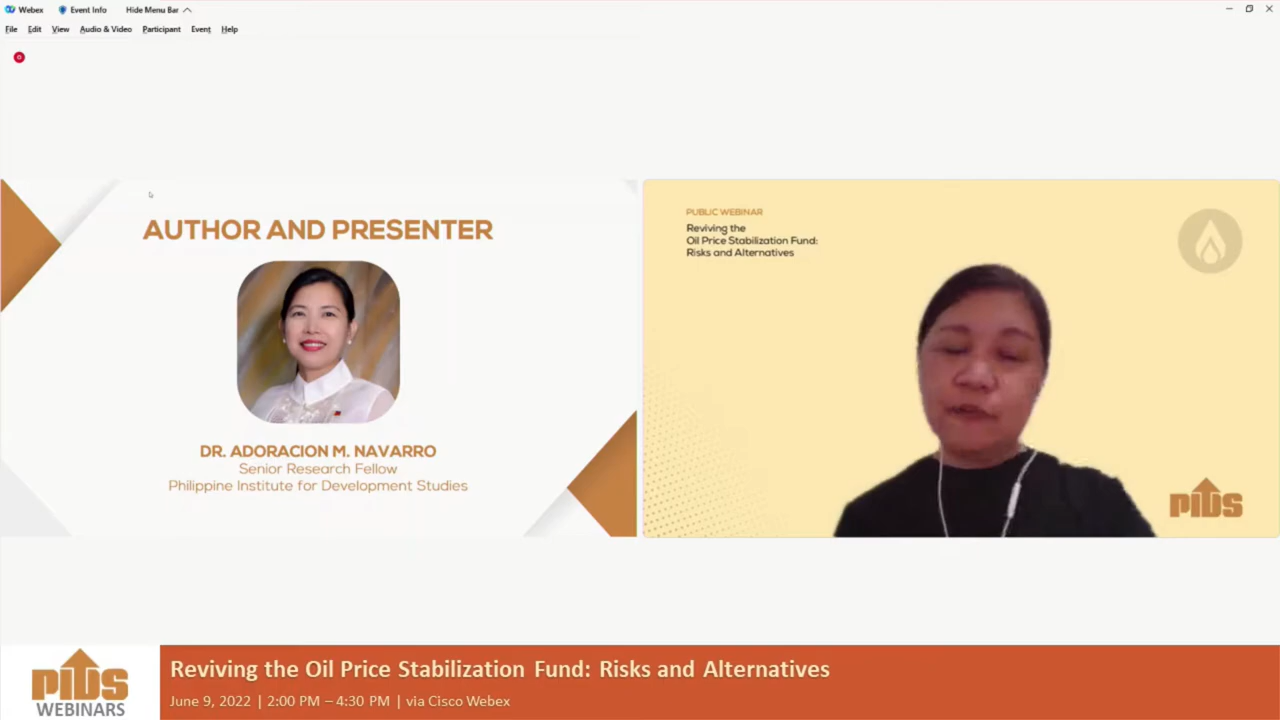 Webex
Event Info
Hide Menu Bar
File Edit View Audio & Video Participant Event Help
AUTHOR AND PRESENTER
DR. ADORACION M. NAVARRO
Senior Research Fellow
Philippine Institute for Development Studies
PUBLIC WEBINAR
Reviving the
Oil Price Stabilization Fund:
Risks and Alternatives
PIDS
PIDS
WEBINARS
Reviving the Oil Price Stabilization Fund: Risks and Alternatives
June 9, 2022 | 2:00 PM – 4:30 PM | via Cisco Webex